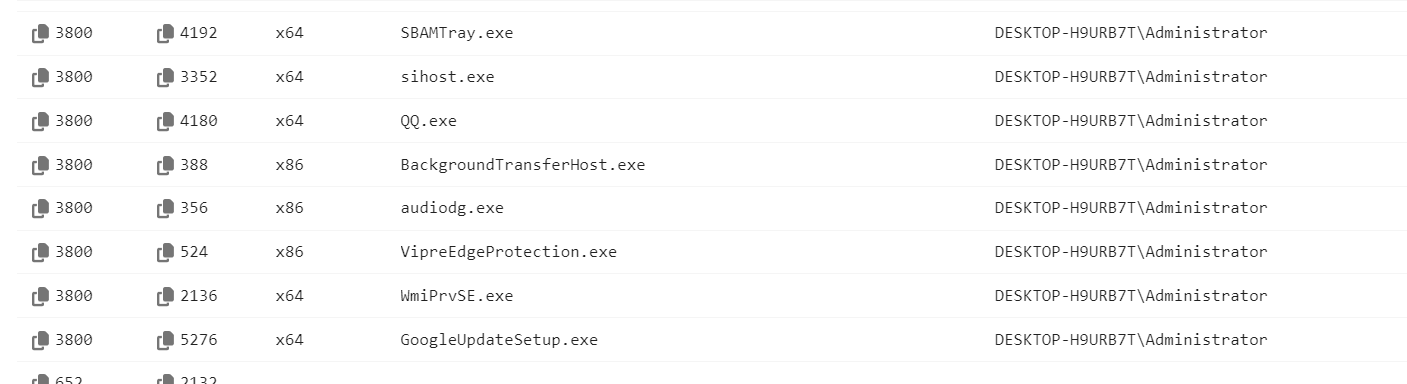 3800 4192 x64 SBAMTray.exe DESKTOP-H9URB7T\Administrator
3800 3352 x64 sihost.exe DESKTOP-H9URB7T\Administrator
3800 4180 x64 QQ.exe DESKTOP-H9URB7T\Administrator
3800 388 x86 BackgroundTransferHost.exe DESKTOP-H9URB7T\Administrator
3800 356 x86 audiodg.exe DESKTOP-H9URB7T\Administrator
3800 524 x86 VipreEdgeProtection.exe DESKTOP-H9URB7T\Administrator
3800 2136 x64 WmiPrvSE.exe DESKTOP-H9URB7T\Administrator
3800 5276 x64 GoogleUpdateSetup.exe DESKTOP-H9URB7T\Administrator
652 2132